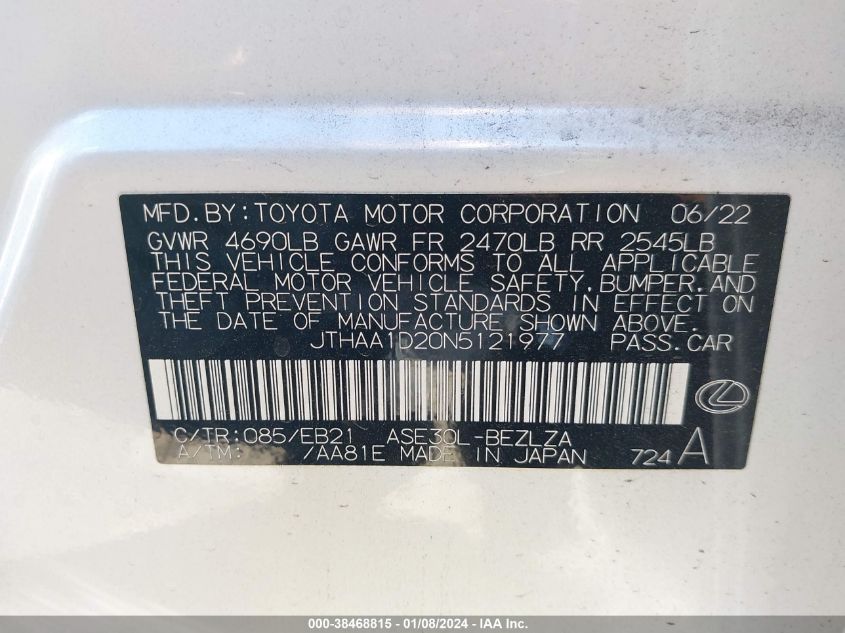 MFD.BY:TOYOTA MOTOR CORPORATION 06/22
GVWR 4690LB GAWR FR 2470LB RR 2545LB
THIS VEHICLE CONFORMS TO ALL APPLICABLE
FEDERAL MOTOR VEHICLE SAFETY,BUMPER,AND
THEFT PREVENTION STANDARDS IN EFFECT ON
THE DATE OF MANUFACTURE SHOWN ABOVE.
JTHAA1D20N5121977 PASS.CAR
C/TR:085/EB21 ASE30L-BEZLZA
A/TM: /AA81E MADE IN JAPAN 724 A
000-38468815 - 01/08/2024 - IAA Inc.